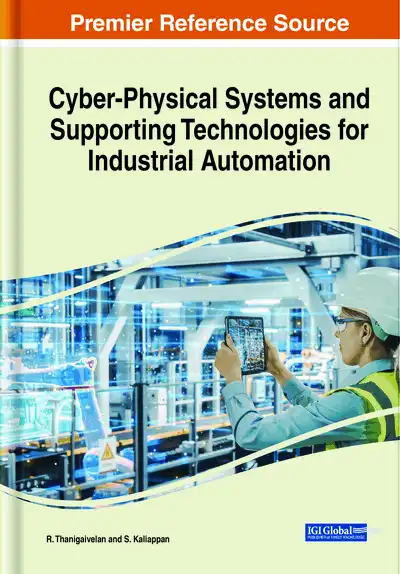 Premier Reference Source
Cyber-Physical Systems and
Supporting Technologies for
Industrial Automation
R. Thanigaivelan and S. Kaliappan
IGI Global